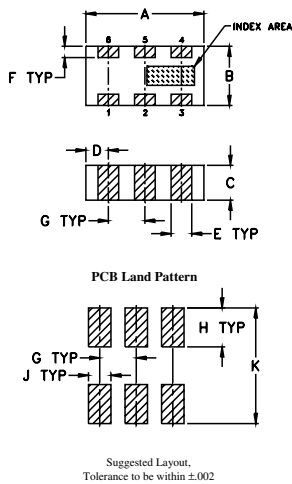 A
INDEX AREA
6 5 4
F TYP
B
1 2 3
D
C
G TYP
E TYP
PCB Land Pattern
H TYP
G TYP
K
J TYP
Suggested Layout,
Tolerance to be within ±.002